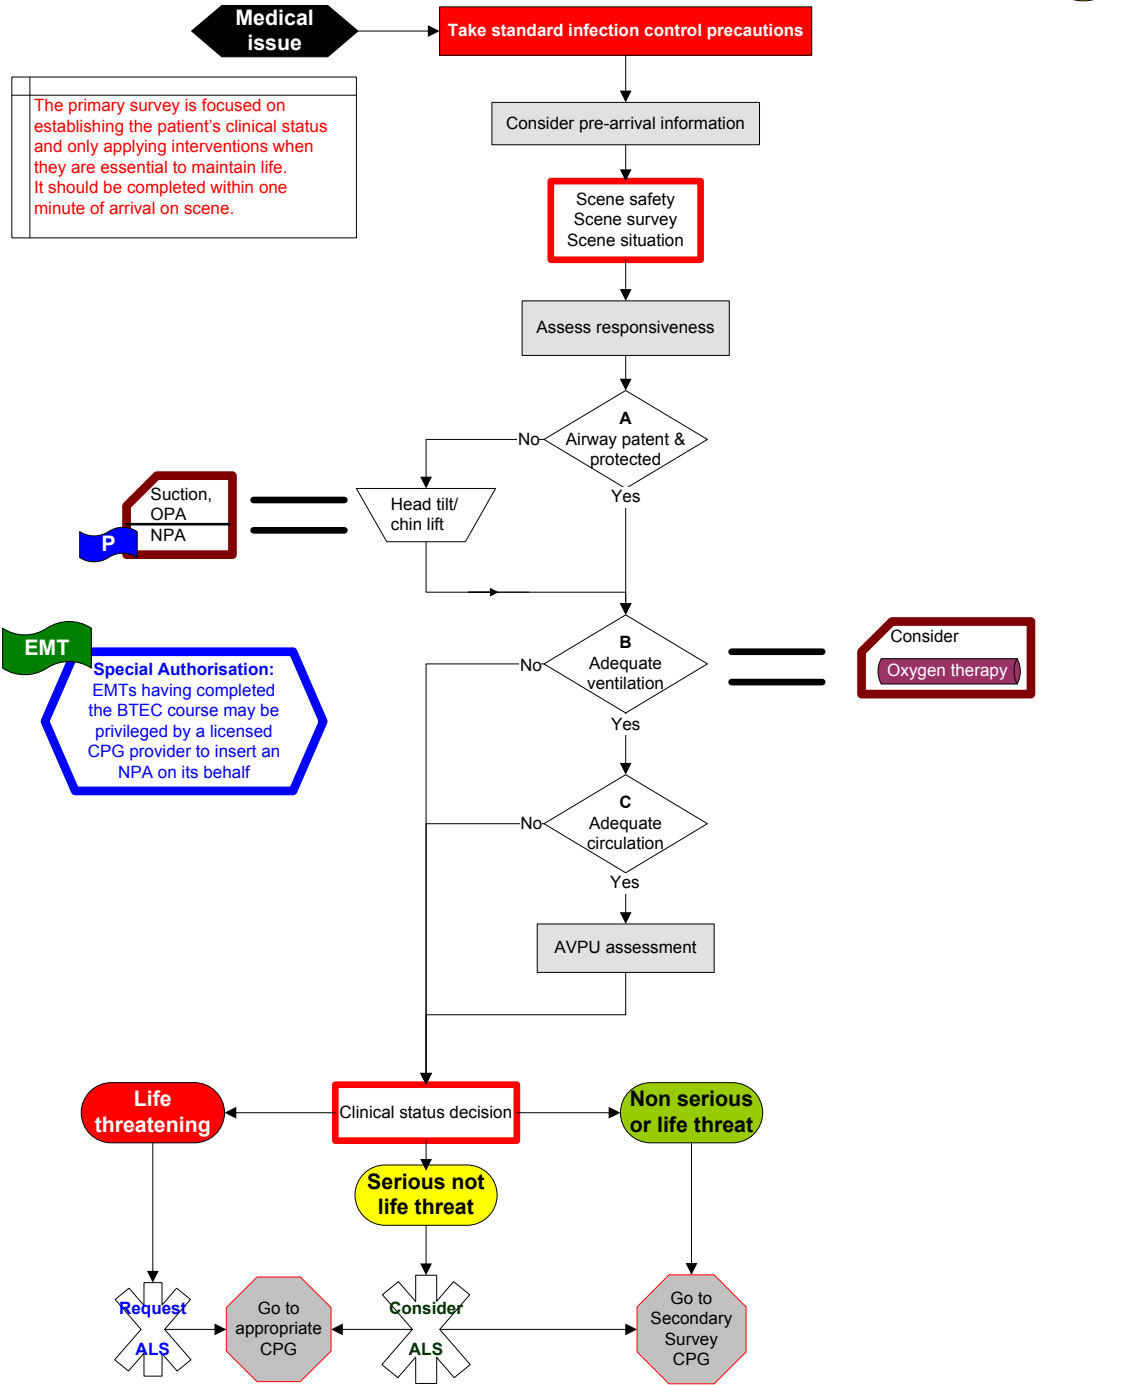 Medical
issue
Take standard infection control precautions
The primary survey is focused on
establishing the patient’s clinical status
and only applying interventions when
they are essential to maintain life.
It should be completed within one
minute of arrival on scene.
Consider pre-arrival information
Scene safety
Scene survey
Scene situation
Assess responsiveness
A
Airway patent &
protected
No
Yes
Suction,
OPA
NPA
P
Head tilt/
chin lift
EMT
Special Authorisation:
EMTs having completed
the BTEC course may be
privileged by a licensed
CPG provider to insert an
NPA on its behalf
B
Adequate
ventilation
No
Yes
Consider
Oxygen therapy
C
Adequate
circulation
No
Yes
AVPU assessment
Life
threatening
Clinical status decision
Non serious
or life threat
Serious not
life threat
Request
ALS
Go to
appropriate
CPG
Consider
ALS
Go to
Secondary
Survey
CPG